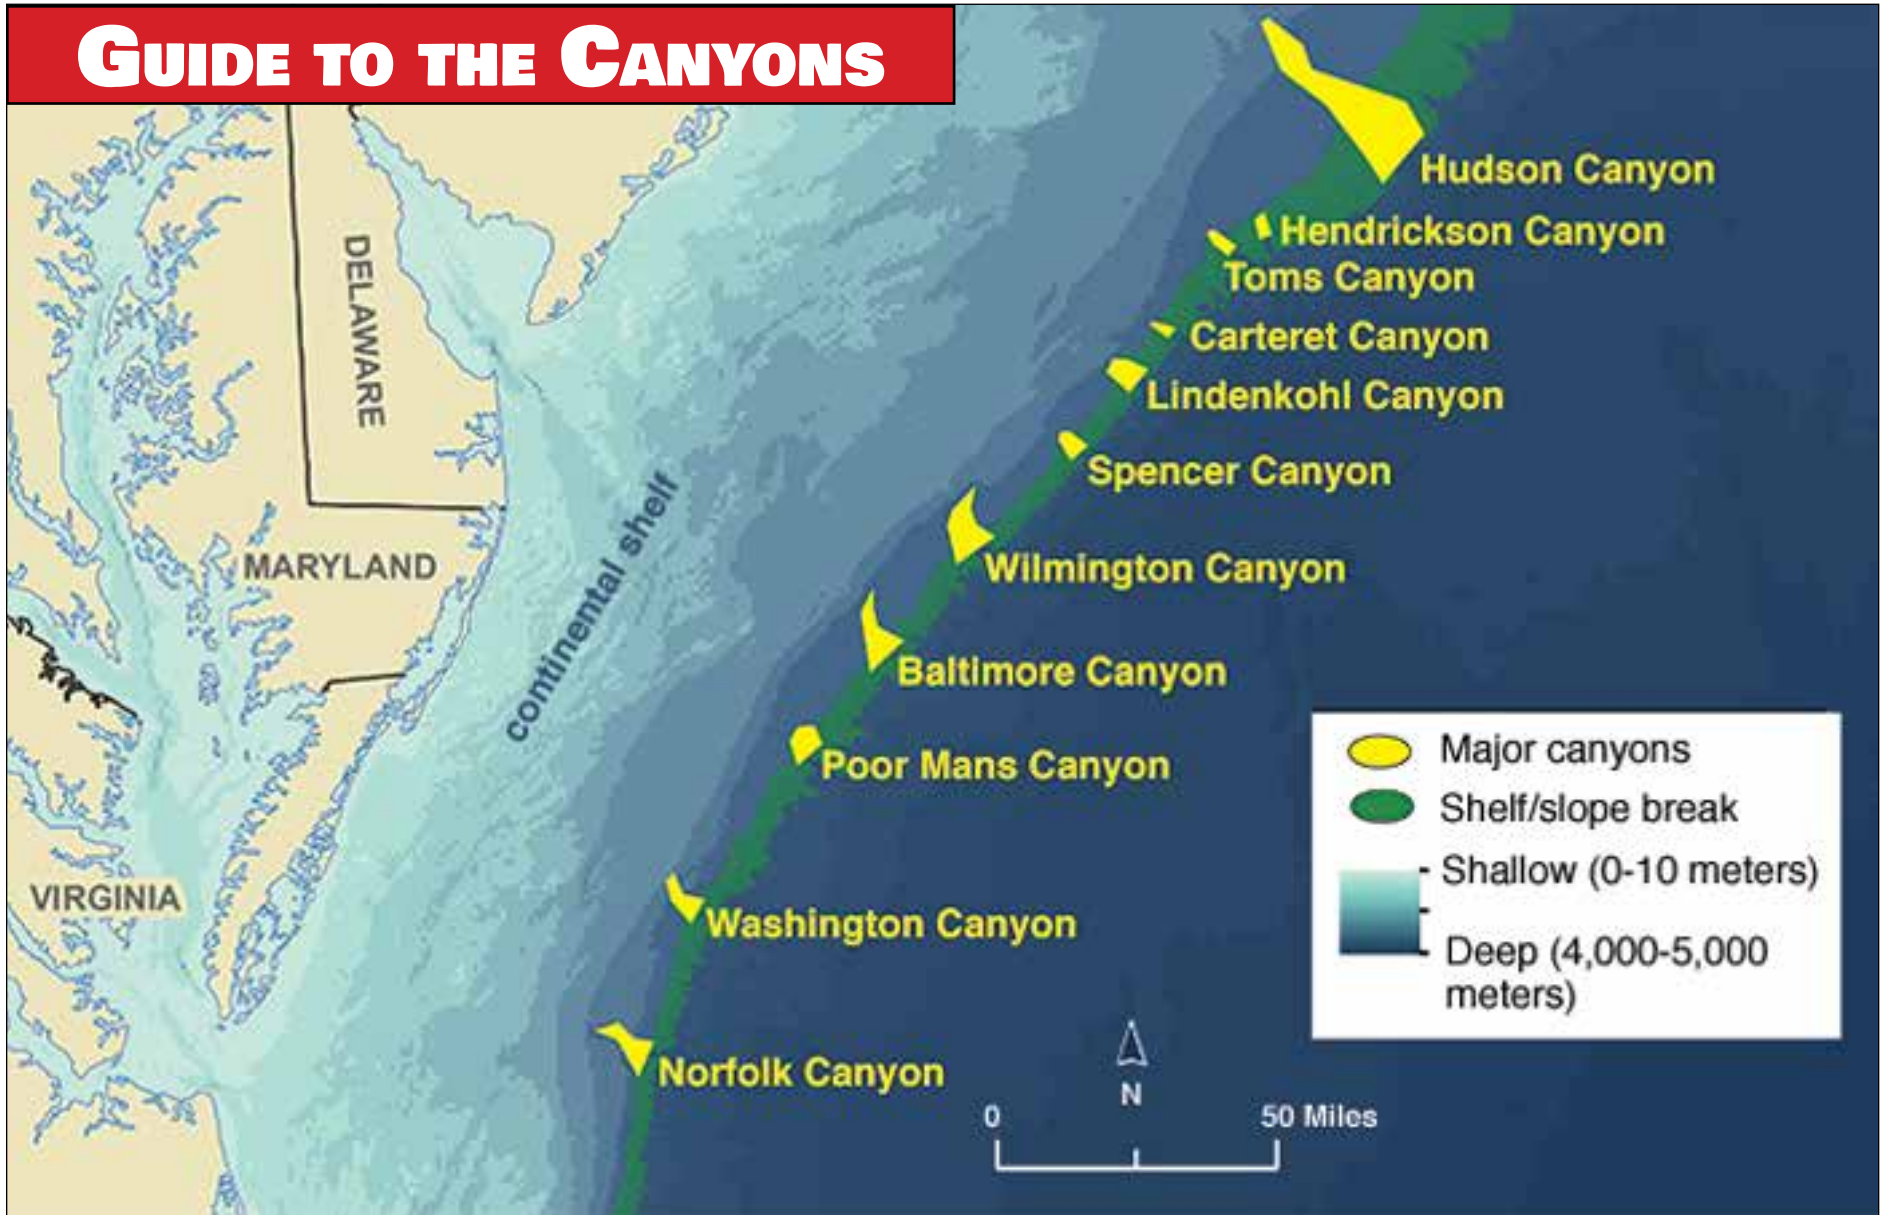 GUIDE TO THE CANYONS
Hudson Canyon
Hendrickson Canyon
Toms Canyon
DELAWARE
Carteret Canyon
Lindenkohl Canyon
Spencer Canyon
continental shelf
MARYLAND
Wilmington Canyon
Baltimore Canyon
Poor Mans Canyon
VIRGINIA
Washington Canyon
Norfolk Canyon
Major canyons
Shelf/slope break
Shallow (0-10 meters)
Deep (4,000-5,000
meters)
N
0 50 Miles